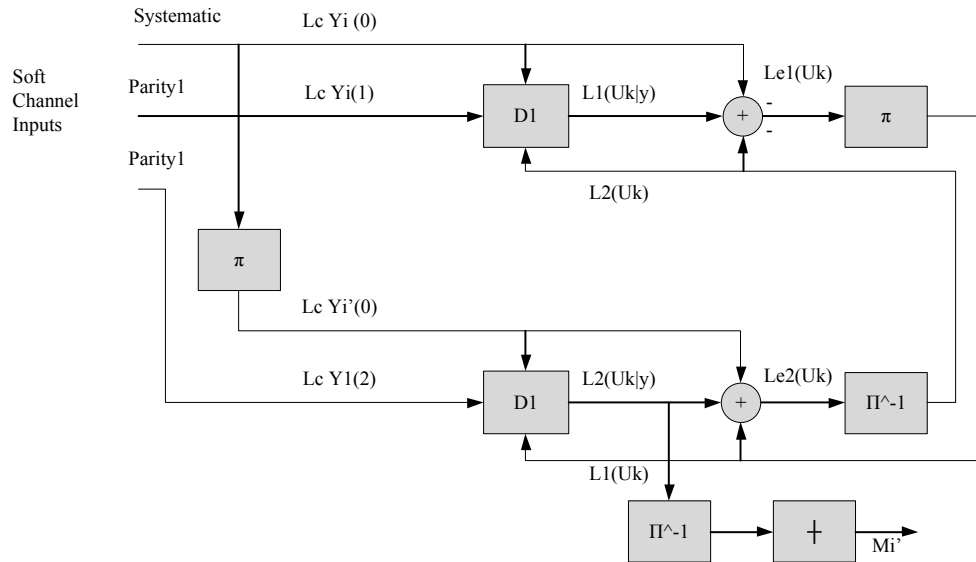 Systematic
Lc Yi (0)
Soft
Channel
Inputs
Parity1
Lc Yi(1)
D1
L1(Uk|y)
+
-
-
Le1(Uk)
π
Parity1
L2(Uk)
π
Lc Yi’(0)
Lc Y1(2)
D1
L2(Uk|y)
+
Le2(Uk)
Π^-1
L1(Uk)
Π^-1
┼
Mi’